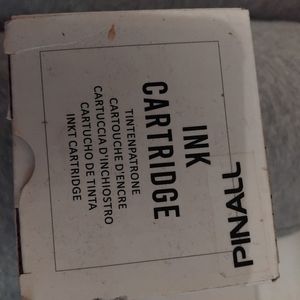 PINALL
INK
CARTRIDGE
TINTENPATRONE
CARTOUCHE D'ENCRE
CARTUCCIA D'INCHIOSTRO
CARTUCHO DE TINTA
INKT CARTRIDGE